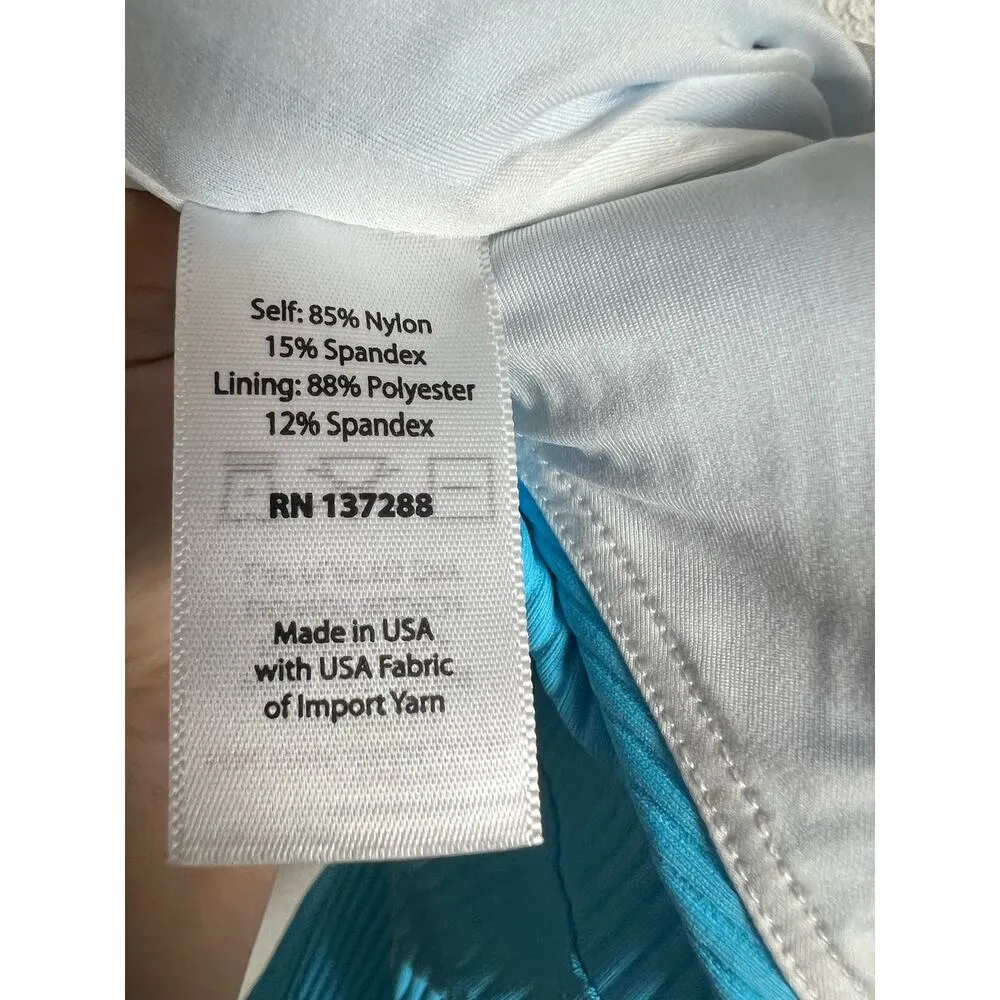 Self: 85% Nylon
15% Spandex
Lining: 88% Polyester
12% Spandex
RN 137288
Made in USA
with USA Fabric
of Import Yarn